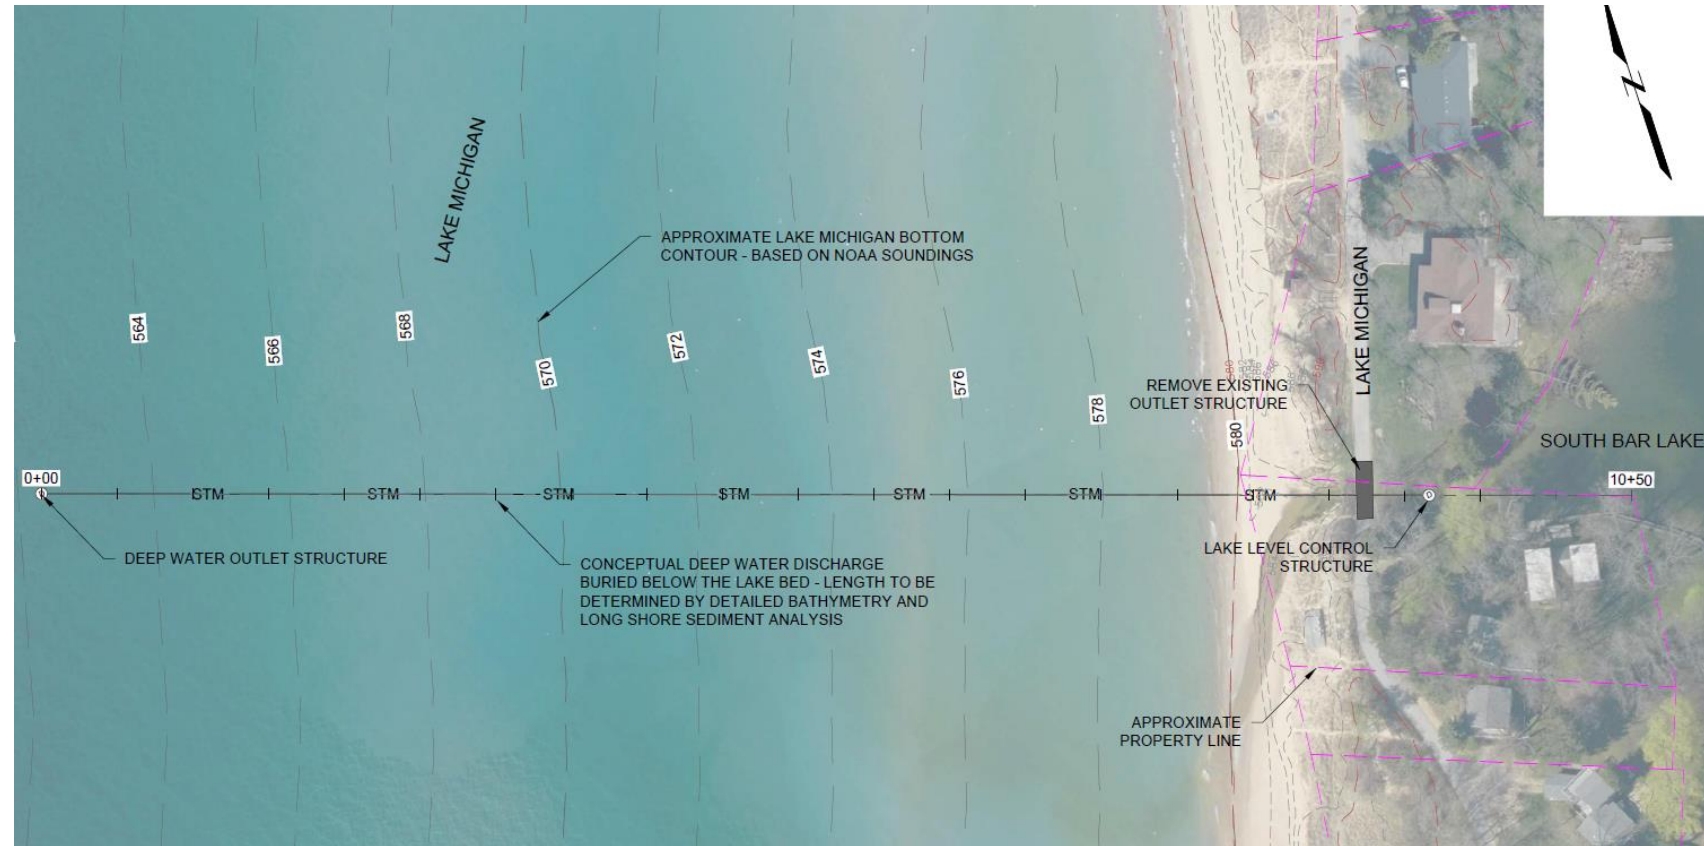 LAKE MICHIGAN
APPROXIMATE LAKE MICHIGAN BOTTOM
CONTOUR - BASED ON NOAA SOUNDINGS
LAKE MICHIGAN
564
566
568
570
572
574
576
578
580
580
REMOVE EXISTING
OUTLET STRUCTURE
SOUTH BAR LAKE
0+00
STM
STM
STM
STM
STM
STM
STM
10+50
DEEP WATER OUTLET STRUCTURE
CONCEPTUAL DEEP WATER DISCHARGE
BURIED BELOW THE LAKE BED - LENGTH TO BE
DETERMINED BY DETAILED BATHYMETRY AND
LONG SHORE SEDIMENT ANALYSIS
LAKE LEVEL CONTROL
STRUCTURE
APPROXIMATE
PROPERTY LINE